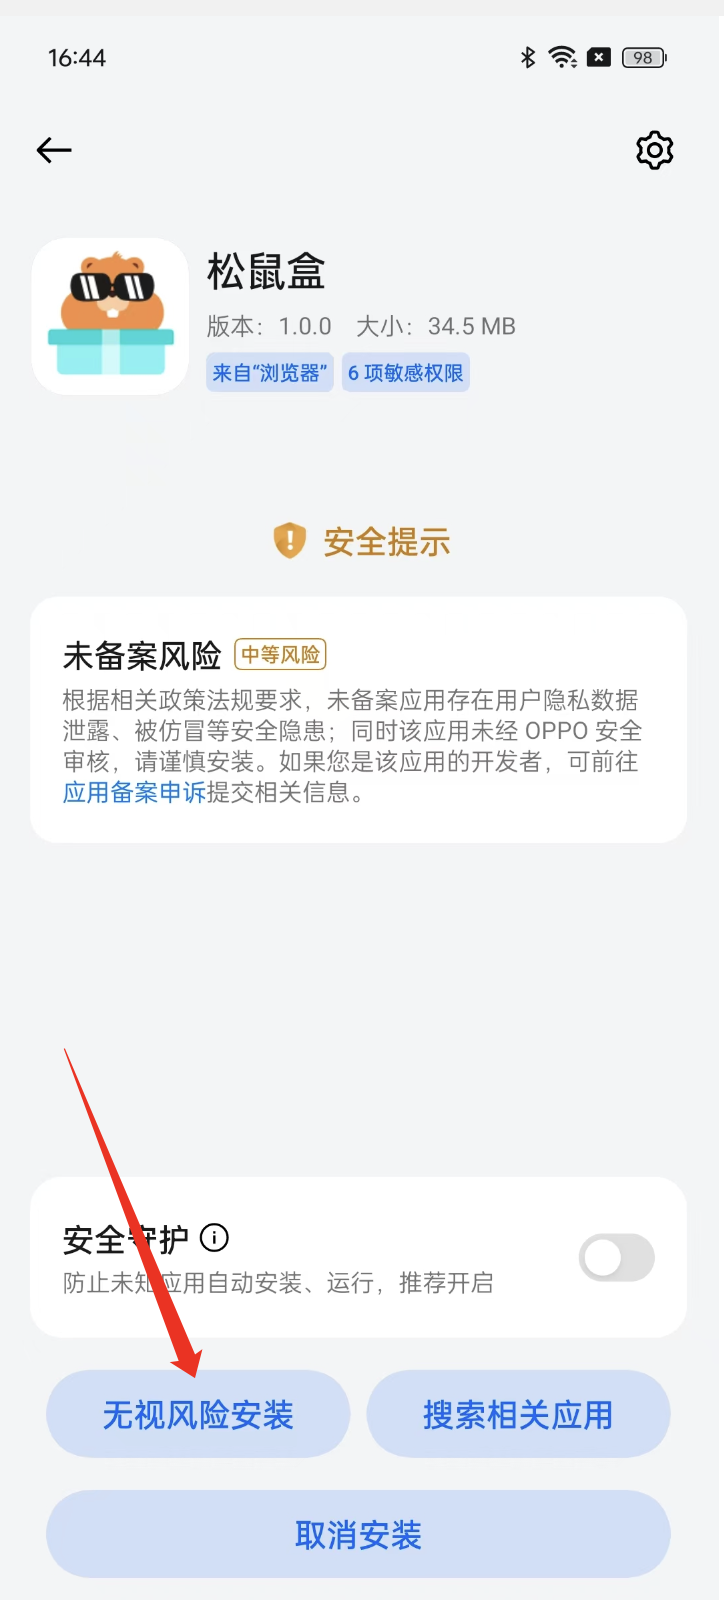 16:44
98
松鼠盒
版本：1.0.0 大小：34.5 MB
来自“浏览器” 6 项敏感权限
安全提示
未备案风险 中等风险
根据相关政策法规要求，未备案应用存在用户隐私数据
泄露、被仿冒等安全隐患；同时该应用未经 OPPO 安全
审核，请谨慎安装。如果您是该应用的开发者，可前往
应用备案申诉提交相关信息。
安全守护
防止未知应用自动安装、运行，推荐开启
无视风险安装 搜索相关应用
取消安装